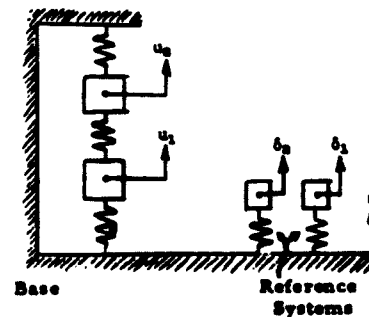 u₂
u₁
δ₂
δ₁
Base
Reference
Systems